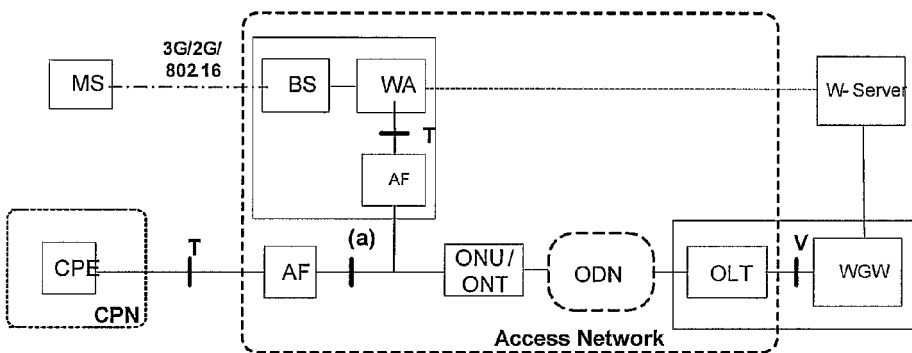 3G/2G/
802.16
MS
BS
WA
W-Server
T
AF
CPE
CPN
T
AF
(a)
ONU/
ONT
ODN
OLT
V
WGW
Access Network